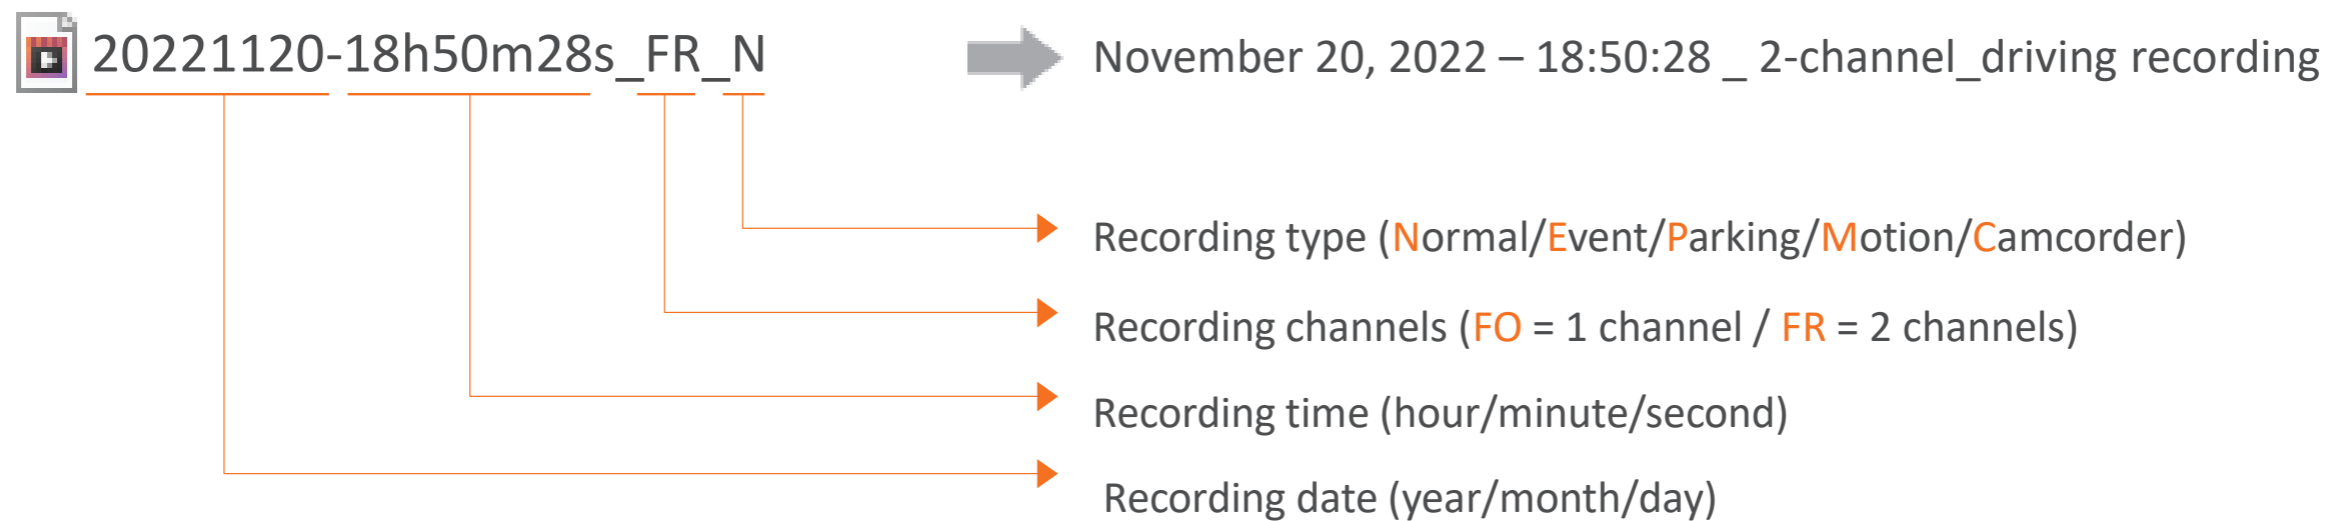 20221120-18h50m28s_FR_N
November 20, 2022 – 18:50:28 _ 2-channel_driving recording
Recording type (Normal/Event/Parking/Motion/Camcorder)
Recording channels (FO = 1 channel / FR = 2 channels)
Recording time (hour/minute/second)
Recording date (year/month/day)